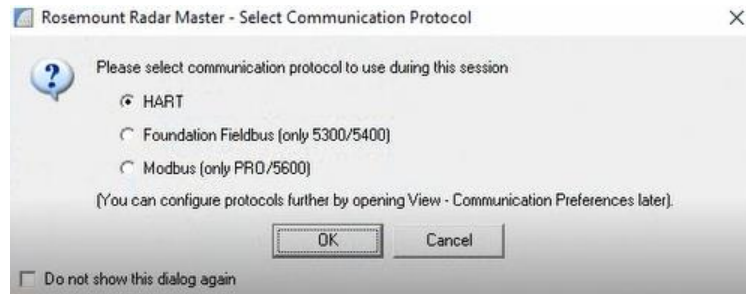 Rosemount Radar Master - Select Communication Protocol
Please select communication protocol to use during this session
HART
Foundation Fieldbus (only 5300/5400)
Modbus (only PRO/5600)
(You can configure protocols further by opening View - Communication Preferences later).
OK Cancel
Do not show this dialog again